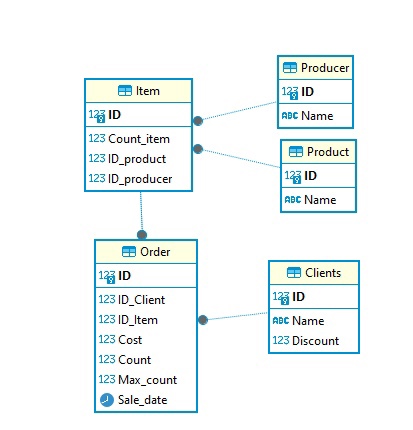 Item
123 ID
123 Count_item
123 ID_product
123 ID_producer
Producer
123 ID
ABC Name
Product
123 ID
ABC Name
Order
123 ID
123 ID_Client
123 ID_Item
123 Cost
123 Count
123 Max_count
Sale_date
Clients
123 ID
ABC Name
123 Discount